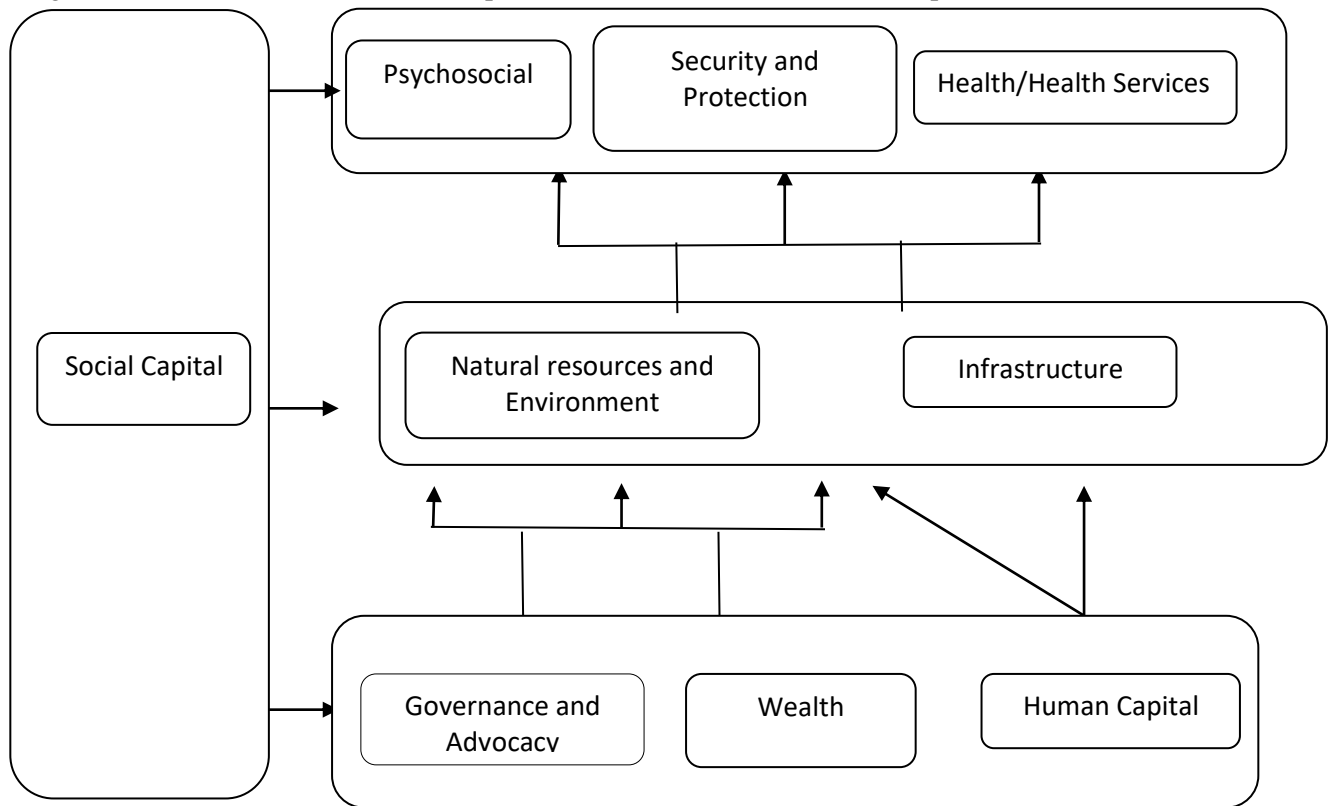 Psychosocial
Security and
Protection
Health/Health Services
Social Capital
Natural resources and
Environment
Infrastructure
Governance and
Advocacy
Wealth
Human Capital